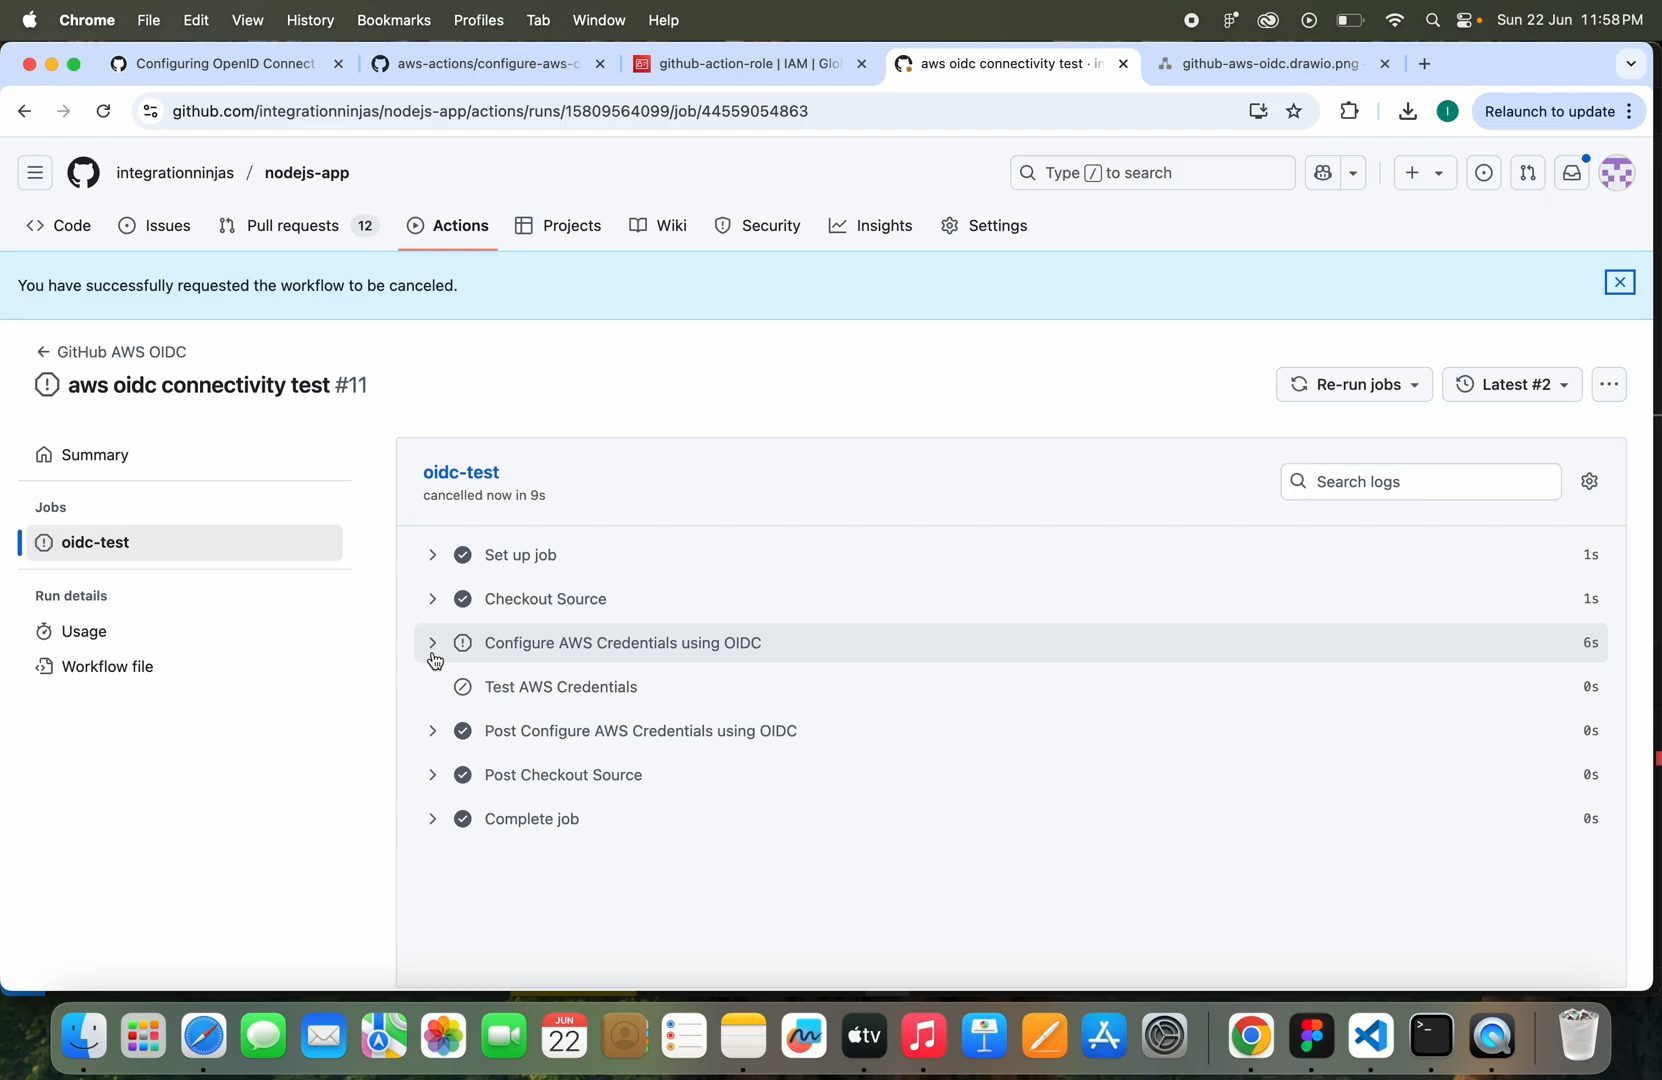 Chrome File Edit View History Bookmarks Profiles Tab Window Help Sun 22 Jun 11:58 PM
Configuring OpenID Connect aws-actions/configure-aws-c github-action-role | IAM | Glo aws oidc connectivity test · in github-aws-oidc.drawio.png
github.com/integrationninjas/nodejs-app/actions/runs/15809564099/job/44559054863 I Relaunch to update
integrationninjas / nodejs-app Type / to search
Code Issues Pull requests 12 Actions Projects Wiki Security Insights Settings
You have successfully requested the workflow to be canceled.
GitHub AWS OIDC
aws oidc connectivity test #11 Re-run jobs Latest #2
Summary
Jobs
oidc-test
Run details
Usage
Workflow file
oidc-test
cancelled now in 9s
Search logs
Set up job 1s
Checkout Source 1s
Configure AWS Credentials using OIDC 6s
Test AWS Credentials 0s
Post Configure AWS Credentials using OIDC 0s
Post Checkout Source 0s
Complete job 0s
JUN
22
tv